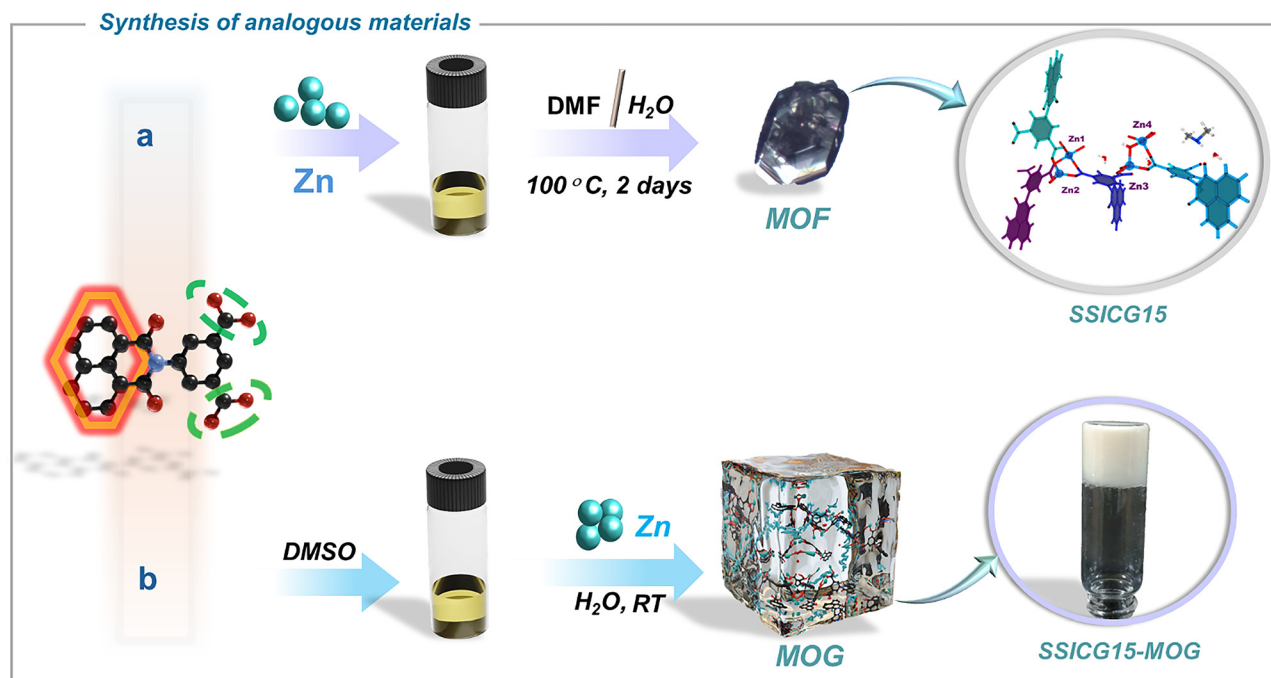 Synthesis of analogous materials
a
Zn
DMF / H₂O
100 °C, 2 days
MOF
Zn1
Zn2
Zn3
Zn4
SSICG15
b
DMSO
Zn
H₂O, RT
MOG
SSICG15-MOG